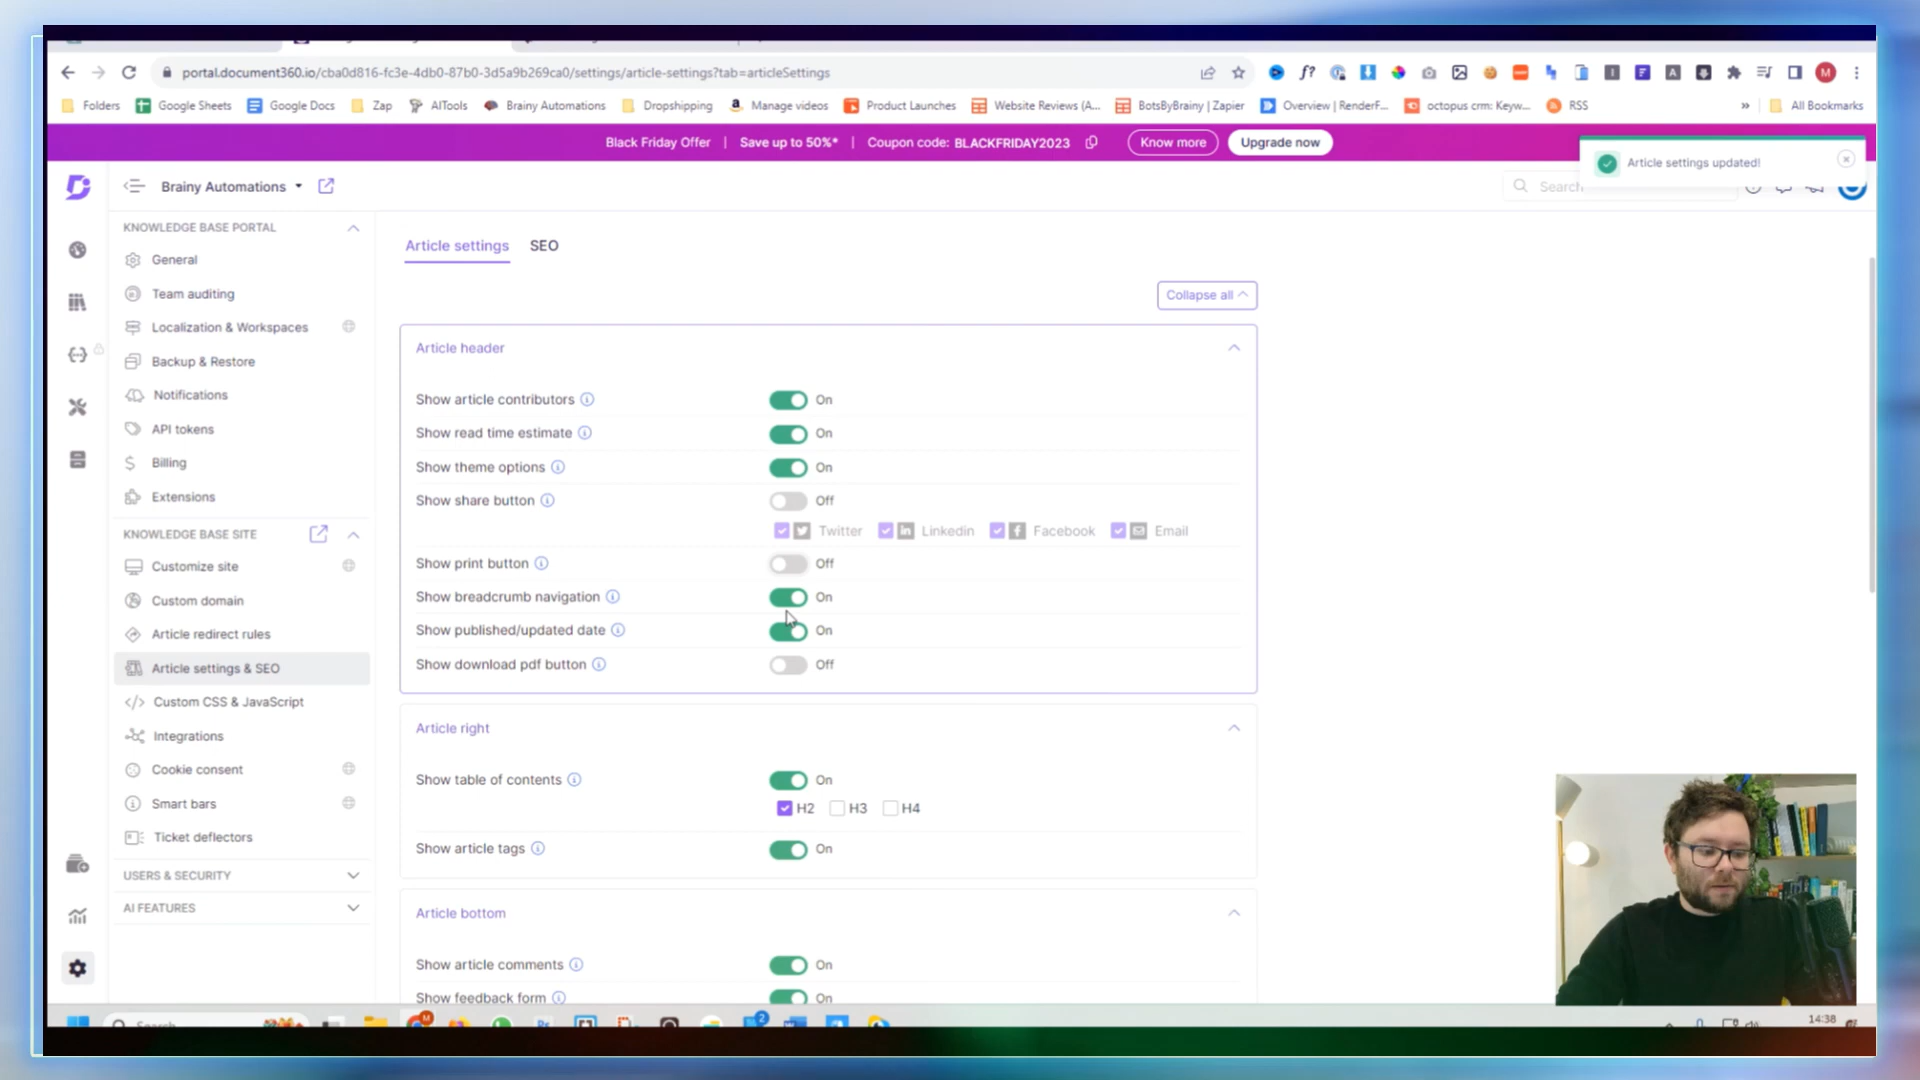 portal.document360.io/cba0d816-fc3e-4db0-87b0-3d5a9b269ca0/settings/article-settings?tab=articleSettings
Folders Google Sheets Google Docs Zap AITools Brainy Automations Dropshipping Manage videos Product Launches Website Reviews (A... BotsByBrainy | Zapier Overview | RenderF... octopus crm: Keyw... RSS » All Bookmarks
Black Friday Offer | Save up to 50%* | Coupon code: BLACKFRIDAY2023 Know more Upgrade now
Article settings updated!
Brainy Automations
Search
KNOWLEDGE BASE PORTAL
General
Team auditing
Localization & Workspaces
Backup & Restore
Notifications
API tokens
Billing
Extensions
KNOWLEDGE BASE SITE
Customize site
Custom domain
Article redirect rules
Article settings & SEO
Custom CSS & JavaScript
Integrations
Cookie consent
Smart bars
Ticket deflectors
USERS & SECURITY
AI FEATURES
Article settings SEO
Collapse all
Article header
Show article contributors On
Show read time estimate On
Show theme options On
Show share button Off
Twitter Linkedin Facebook Email
Show print button Off
Show breadcrumb navigation On
Show published/updated date On
Show download pdf button Off
Article right
Show table of contents On
H2 H3 H4
Show article tags On
Article bottom
Show article comments On
Show feedback form On
14:38